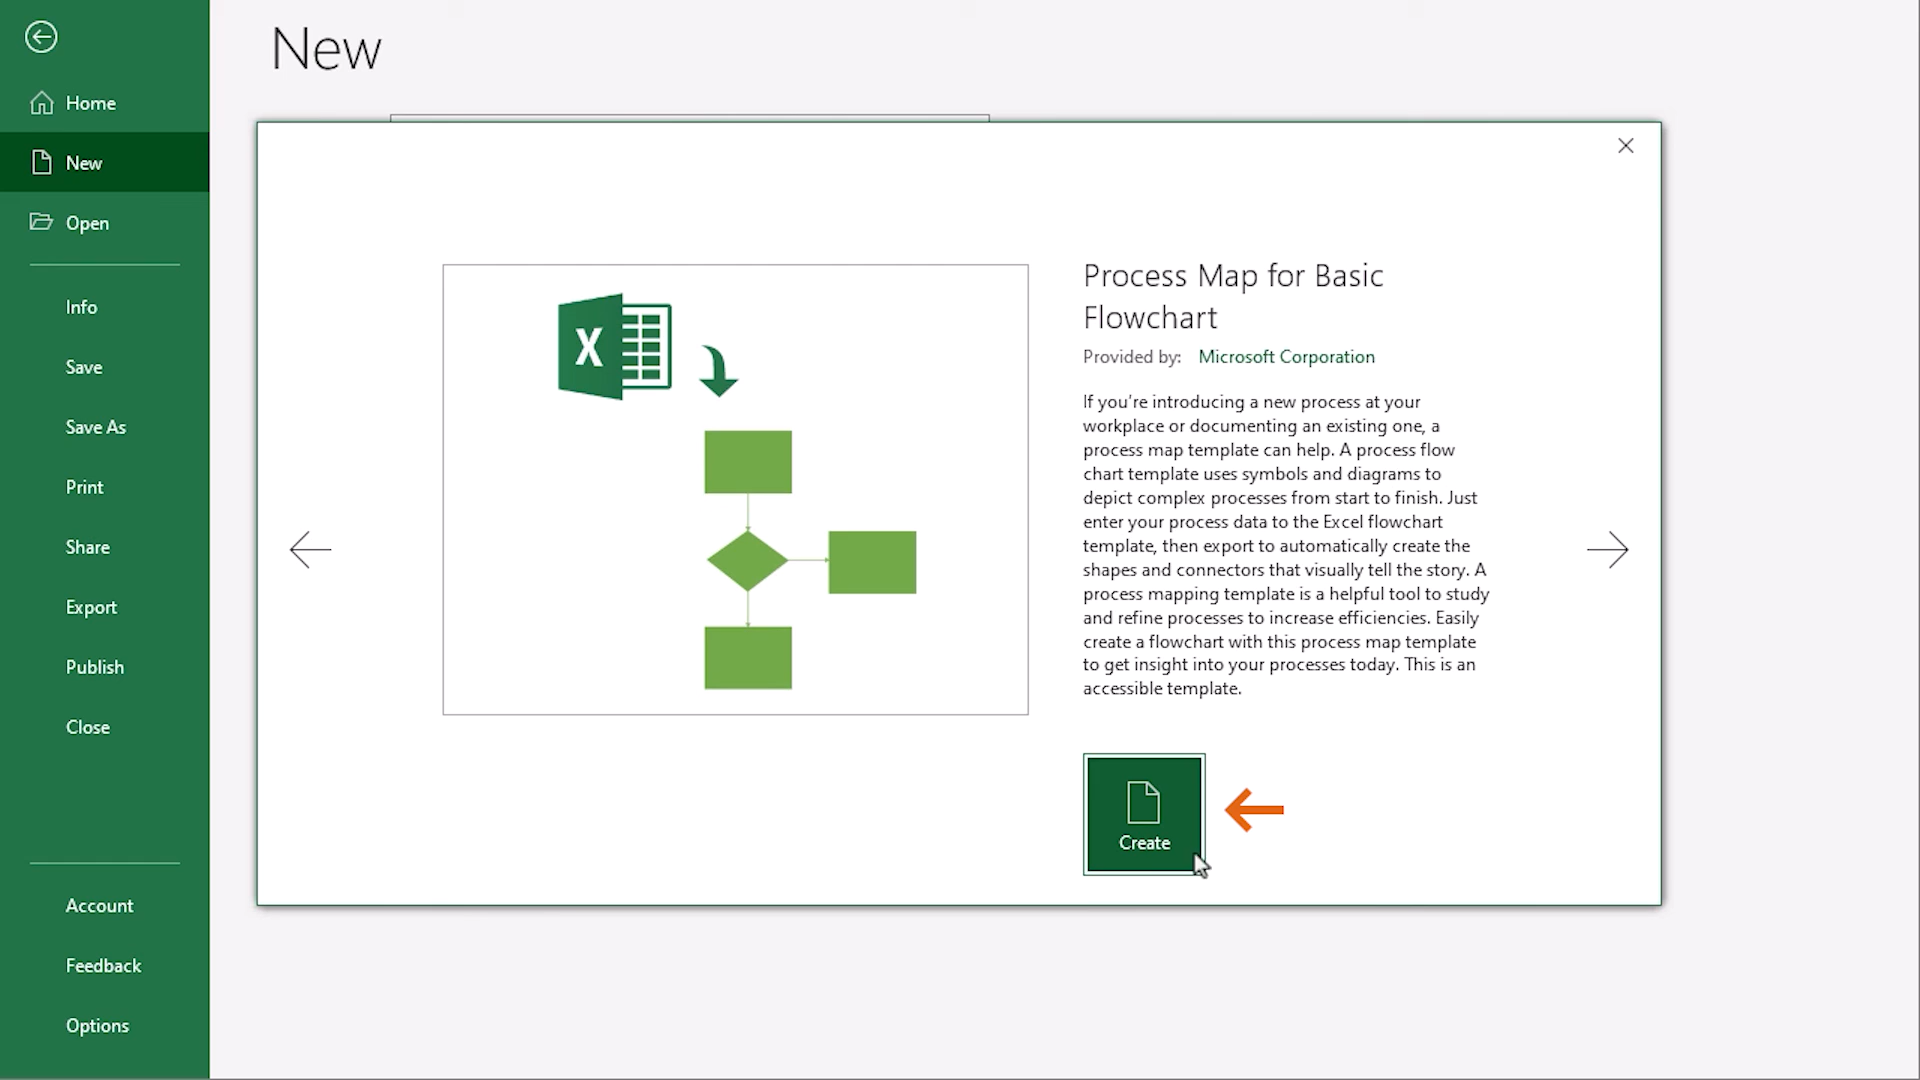 New
Home
New
Open
Info
Save
Save As
Print
Share
Export
Publish
Close
Account
Feedback
Options
X
Process Map for Basic
Flowchart
Provided by: Microsoft Corporation
If you're introducing a new process at your
workplace or documenting an existing one, a
process map template can help. A process flow
chart template uses symbols and diagrams to
depict complex processes from start to finish. Just
enter your process data to the Excel flowchart
template, then export to automatically create the
shapes and connectors that visually tell the story. A
process mapping template is a helpful tool to study
and refine processes to increase efficiencies. Easily
create a flowchart with this process map template
to get insight into your processes today. This is an
accessible template.
Create